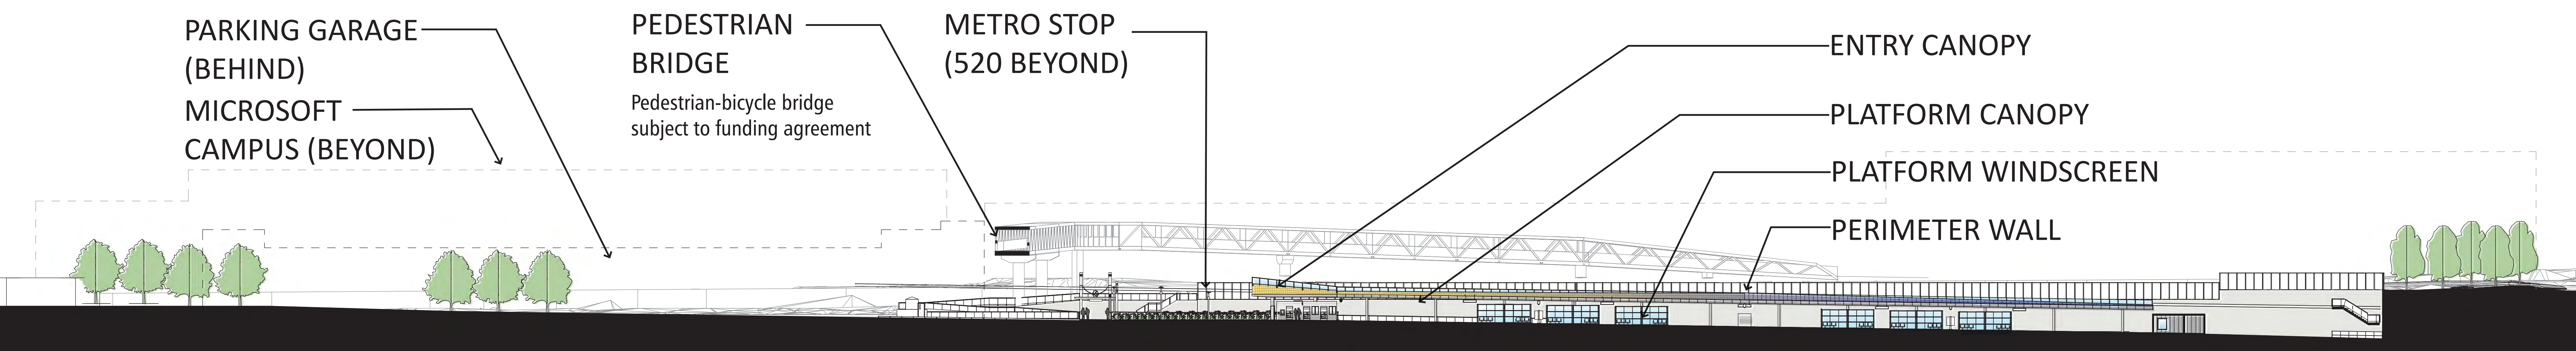 PARKING GARAGE
(BEHIND)
MICROSOFT
CAMPUS (BEYOND)
PEDESTRIAN
BRIDGE
Pedestrian-bicycle bridge
subject to funding agreement
METRO STOP
(520 BEYOND)
ENTRY CANOPY
PLATFORM CANOPY
PLATFORM WINDSCREEN
PERIMETER WALL